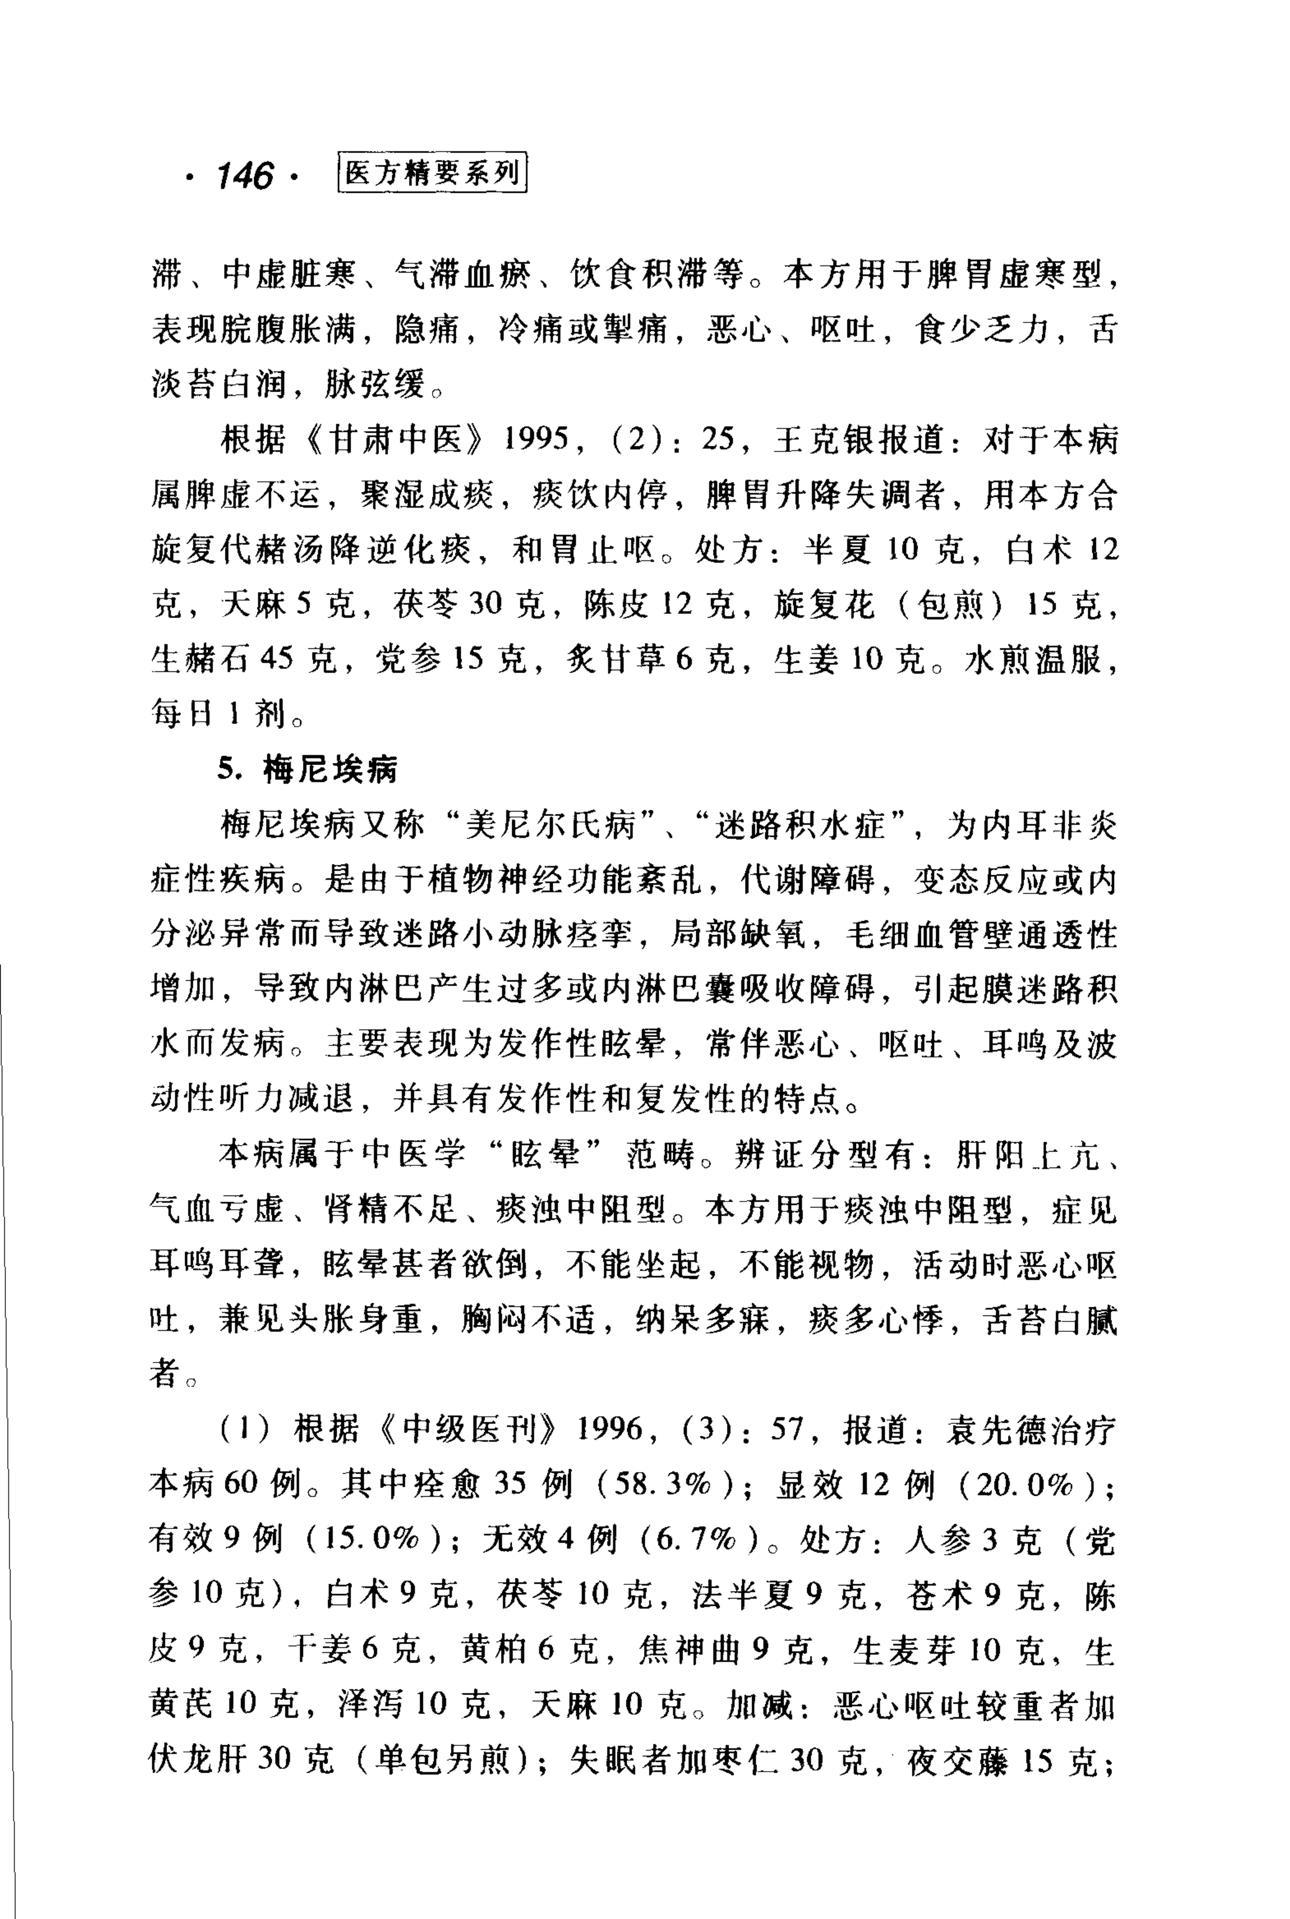 · 146 · 医方精要系列
滞、中虚脏寒、气滞血瘀、饮食积滞等。本方用于脾胃虚寒型，
表现脘腹胀满，隐痛，冷痛或掣痛，恶心、呕吐，食少乏力，舌
淡苔白润，脉弦缓。
根据《甘肃中医》1995，(2)：25，王克银报道：对于本病
属脾虚不运，聚湿成痰，痰饮内停，脾胃升降失调者，用本方合
旋复代赭汤降逆化痰，和胃止呕。处方：半夏 10 克，白术 12
克，天麻 5 克，茯苓 30 克，陈皮 12 克，旋复花（包煎）15 克，
生赭石 45 克，党参 15 克，炙甘草 6 克，生姜 10 克。水煎温服，
每日 1 剂。
5. 梅尼埃病
梅尼埃病又称“美尼尔氏病”、“迷路积水症”，为内耳非炎
症性疾病。是由于植物神经功能紊乱，代谢障碍，变态反应或内
分泌异常而导致迷路小动脉痉挛，局部缺氧，毛细血管壁通透性
增加，导致内淋巴产生过多或内淋巴囊吸收障碍，引起膜迷路积
水而发病。主要表现为发作性眩晕，常伴恶心、呕吐、耳鸣及波
动性听力减退，并具有发作性和复发性的特点。
本病属于中医学“眩晕”范畴。辨证分型有：肝阳上亢、
气血亏虚、肾精不足、痰浊中阻型。本方用于痰浊中阻型，症见
耳鸣耳聋，眩晕甚者欲倒，不能坐起，不能视物，活动时恶心呕
吐，兼见头胀身重，胸闷不适，纳呆多寐，痰多心悸，舌苔白腻
者。
(1) 根据《中级医刊》1996，(3)：57，报道：袁先德治疗
本病 60 例。其中痊愈 35 例（58.3%）；显效 12 例（20.0%）；
有效 9 例（15.0%）；无效 4 例（6.7%）。处方：人参 3 克（党
参 10 克），白术 9 克，茯苓 10 克，法半夏 9 克，苍术 9 克，陈
皮 9 克，干姜 6 克，黄柏 6 克，焦神曲 9 克，生麦芽 10 克，生
黄芪 10 克，泽泻 10 克，天麻 10 克。加减：恶心呕吐较重者加
伏龙肝 30 克（单包另煎）；失眠者加枣仁 30 克，夜交藤 15 克；